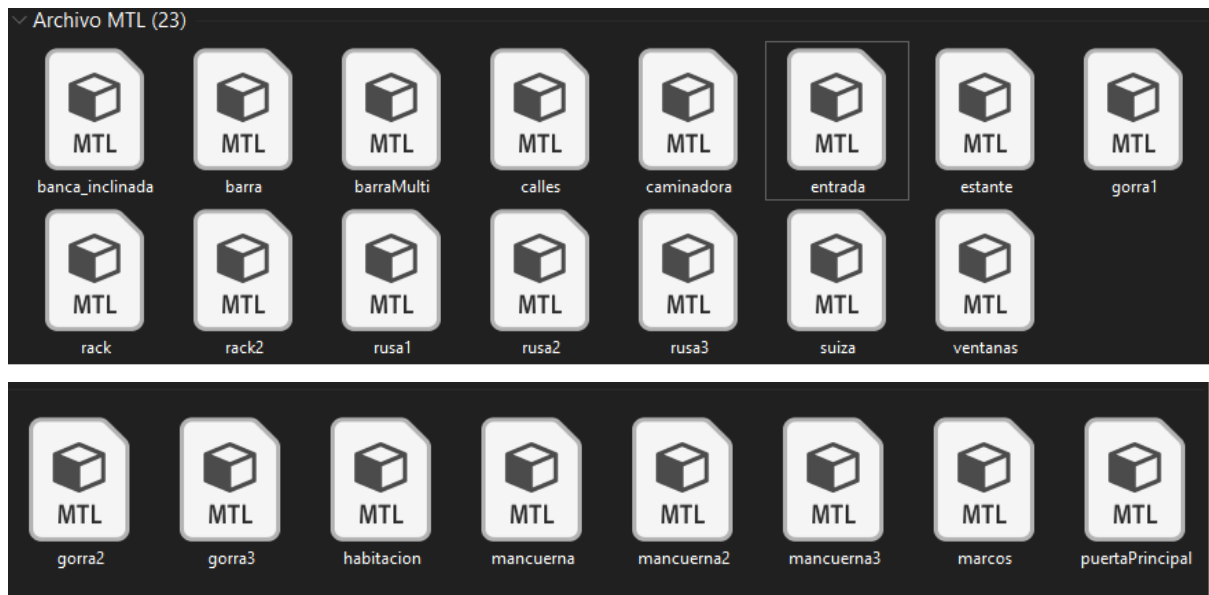 Archivo MTL (23)
MTL MTL MTL MTL MTL MTL MTL MTL
banca_inclinada barra barraMulti calles caminadora entrada estante gorra1
MTL MTL MTL MTL MTL MTL MTL
rack rack2 rusa1 rusa2 rusa3 suiza ventanas
MTL MTL MTL MTL MTL MTL MTL MTL
gorra2 gorra3 habitacion mancuerna mancuerna2 mancuerna3 marcos puertaPrincipal